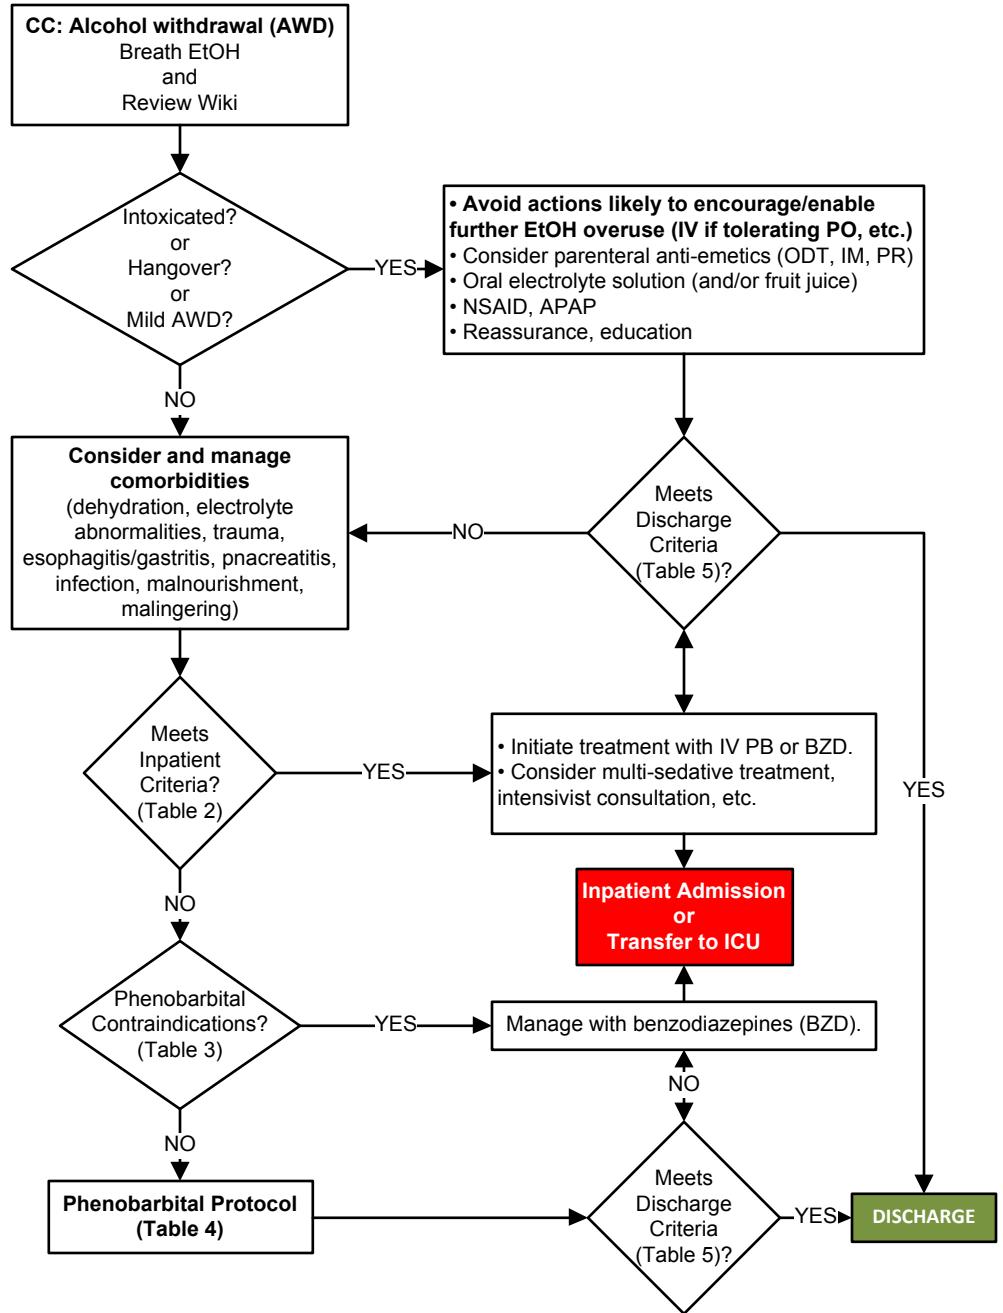 CC: Alcohol withdrawal (AWD)
Breath EtOH
and
Review Wiki
Intoxicated?
or
Hangover?
or
Mild AWD?
YES
• Avoid actions likely to encourage/enable
further EtOH overuse (IV if tolerating PO, etc.)
• Consider parenteral anti-emetics (ODT, IM, PR)
• Oral electrolyte solution (and/or fruit juice)
• NSAID, APAP
• Reassurance, education
NO
Consider and manage
comorbidities
(dehydration, electrolyte
abnormalities, trauma,
esophagitis/gastritis, pnacreatitis,
infection, malnourishment,
malingering)
NO
Meets
Discharge
Criteria
(Table 5)?
YES
Meets
Inpatient
Criteria?
(Table 2)
YES
• Initiate treatment with IV PB or BZD.
• Consider multi-sedative treatment,
intensivist consultation, etc.
Inpatient Admission
or
Transfer to ICU
NO
Phenobarbital
Contraindications?
(Table 3)
YES
Manage with benzodiazepines (BZD).
NO
NO
Phenobarbital Protocol
(Table 4)
Meets
Discharge
Criteria
(Table 5)?
YES
DISCHARGE